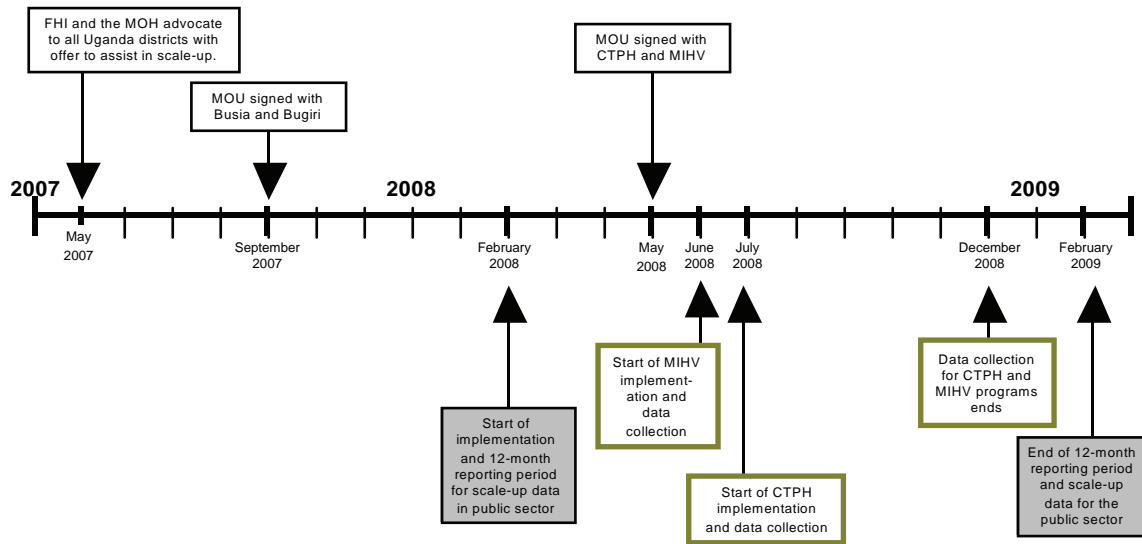 FHI and the MOH advocate
to all Uganda districts with
offer to assist in scale-up.
MOU signed with
Busia and Bugiri
MOU signed with
CTPH and MIHV
2007
2008
2009
May
2007
September
2007
February
2008
May
2008
June
2008
July
2008
December
2008
February
2009
Start of
implementation
and 12-month
reporting period
for scale-up data
in public sector
Start of MIHV
implement-
ation and
data
collection
Start of CTPH
implementation
and data collection
Data collection
for CTPH and
MIHV programs
ends
End of 12-month
reporting period
and scale-up
data for the
public sector